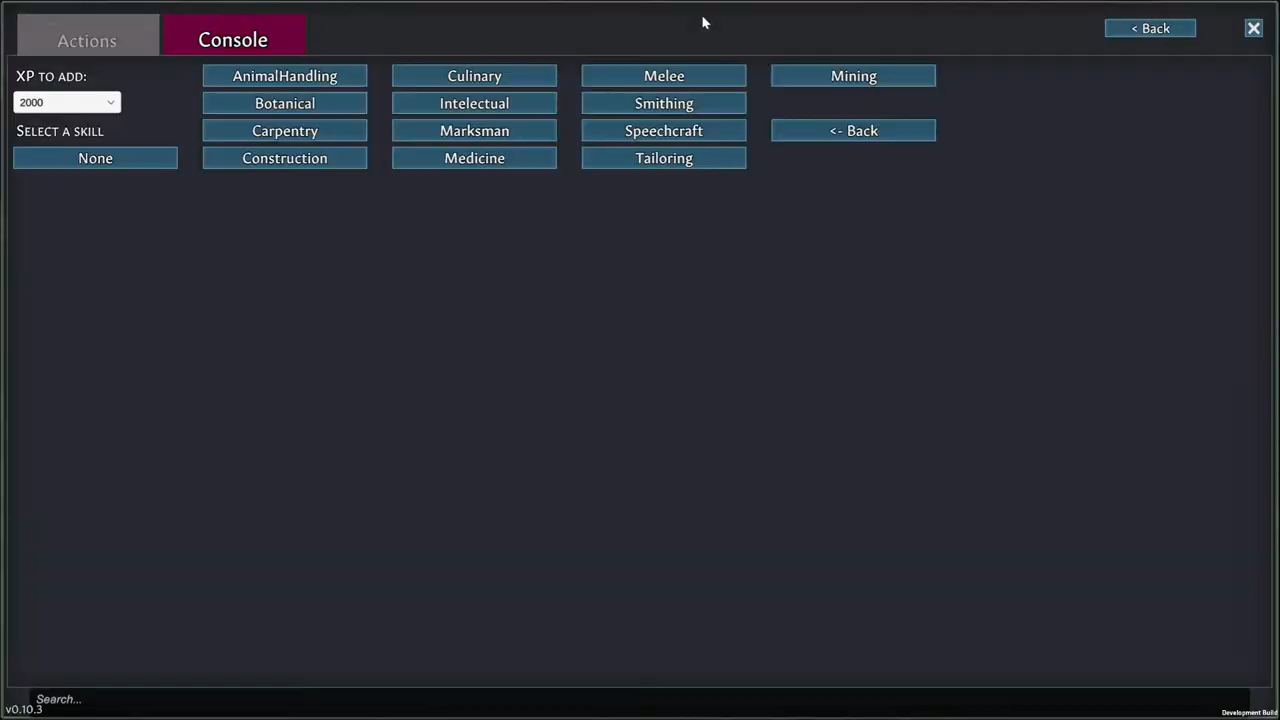 Actions
Console
< Back
XP TO ADD:
2000
SELECT A SKILL
None
AnimalHandling
Botanical
Carpentry
Construction
Culinary
Intelectual
Marksman
Medicine
Melee
Smithing
Speechcraft
Tailoring
Mining
<- Back
Search...
v0.10.3
Development Build